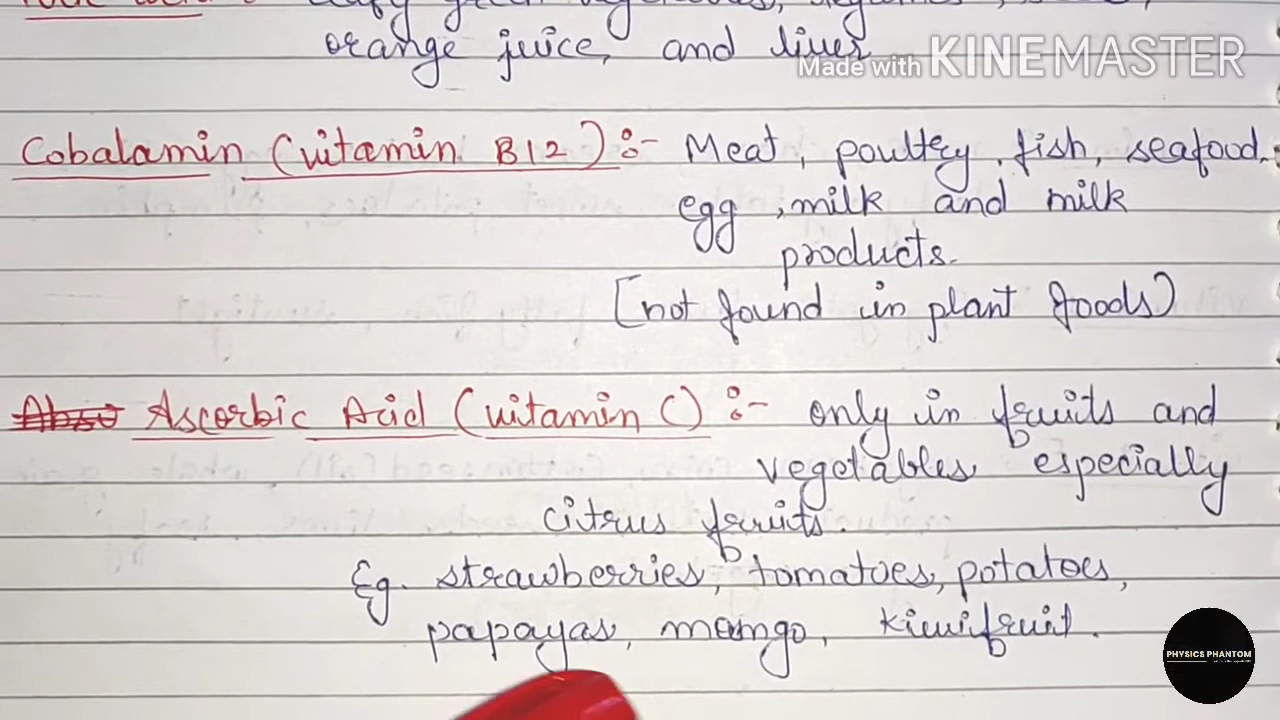 orange juice, and liver
Made with KINEMASTER
Cobalamin (vitamin B12) :- Meat, poultry, fish, seafood,
egg, milk and milk
products.
[not found in plant foods)
Ascorbic Acid (vitamin C) :- only in fruits and
vegetables especially
citrus fruits.
Eg. strawberries, tomatoes, potatoes,
papayas, mango, kiwifruit.
PHYSICS PHANTOM